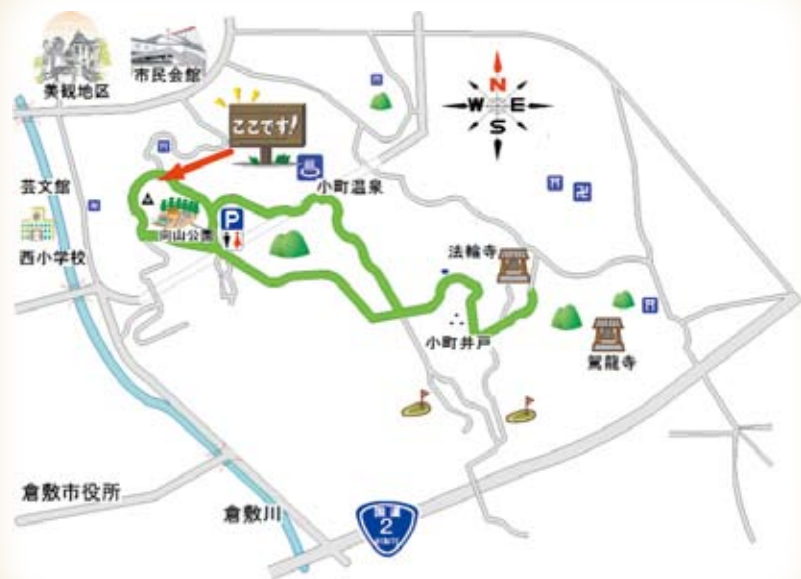 美観地区
市民会館
ここです!
N
W E
S
芸文館
小町温泉
P
向山公園
西小学校
法輪寺
小町井戸
駕龍寺
倉敷市役所
倉敷川
国道
2
ROUTE